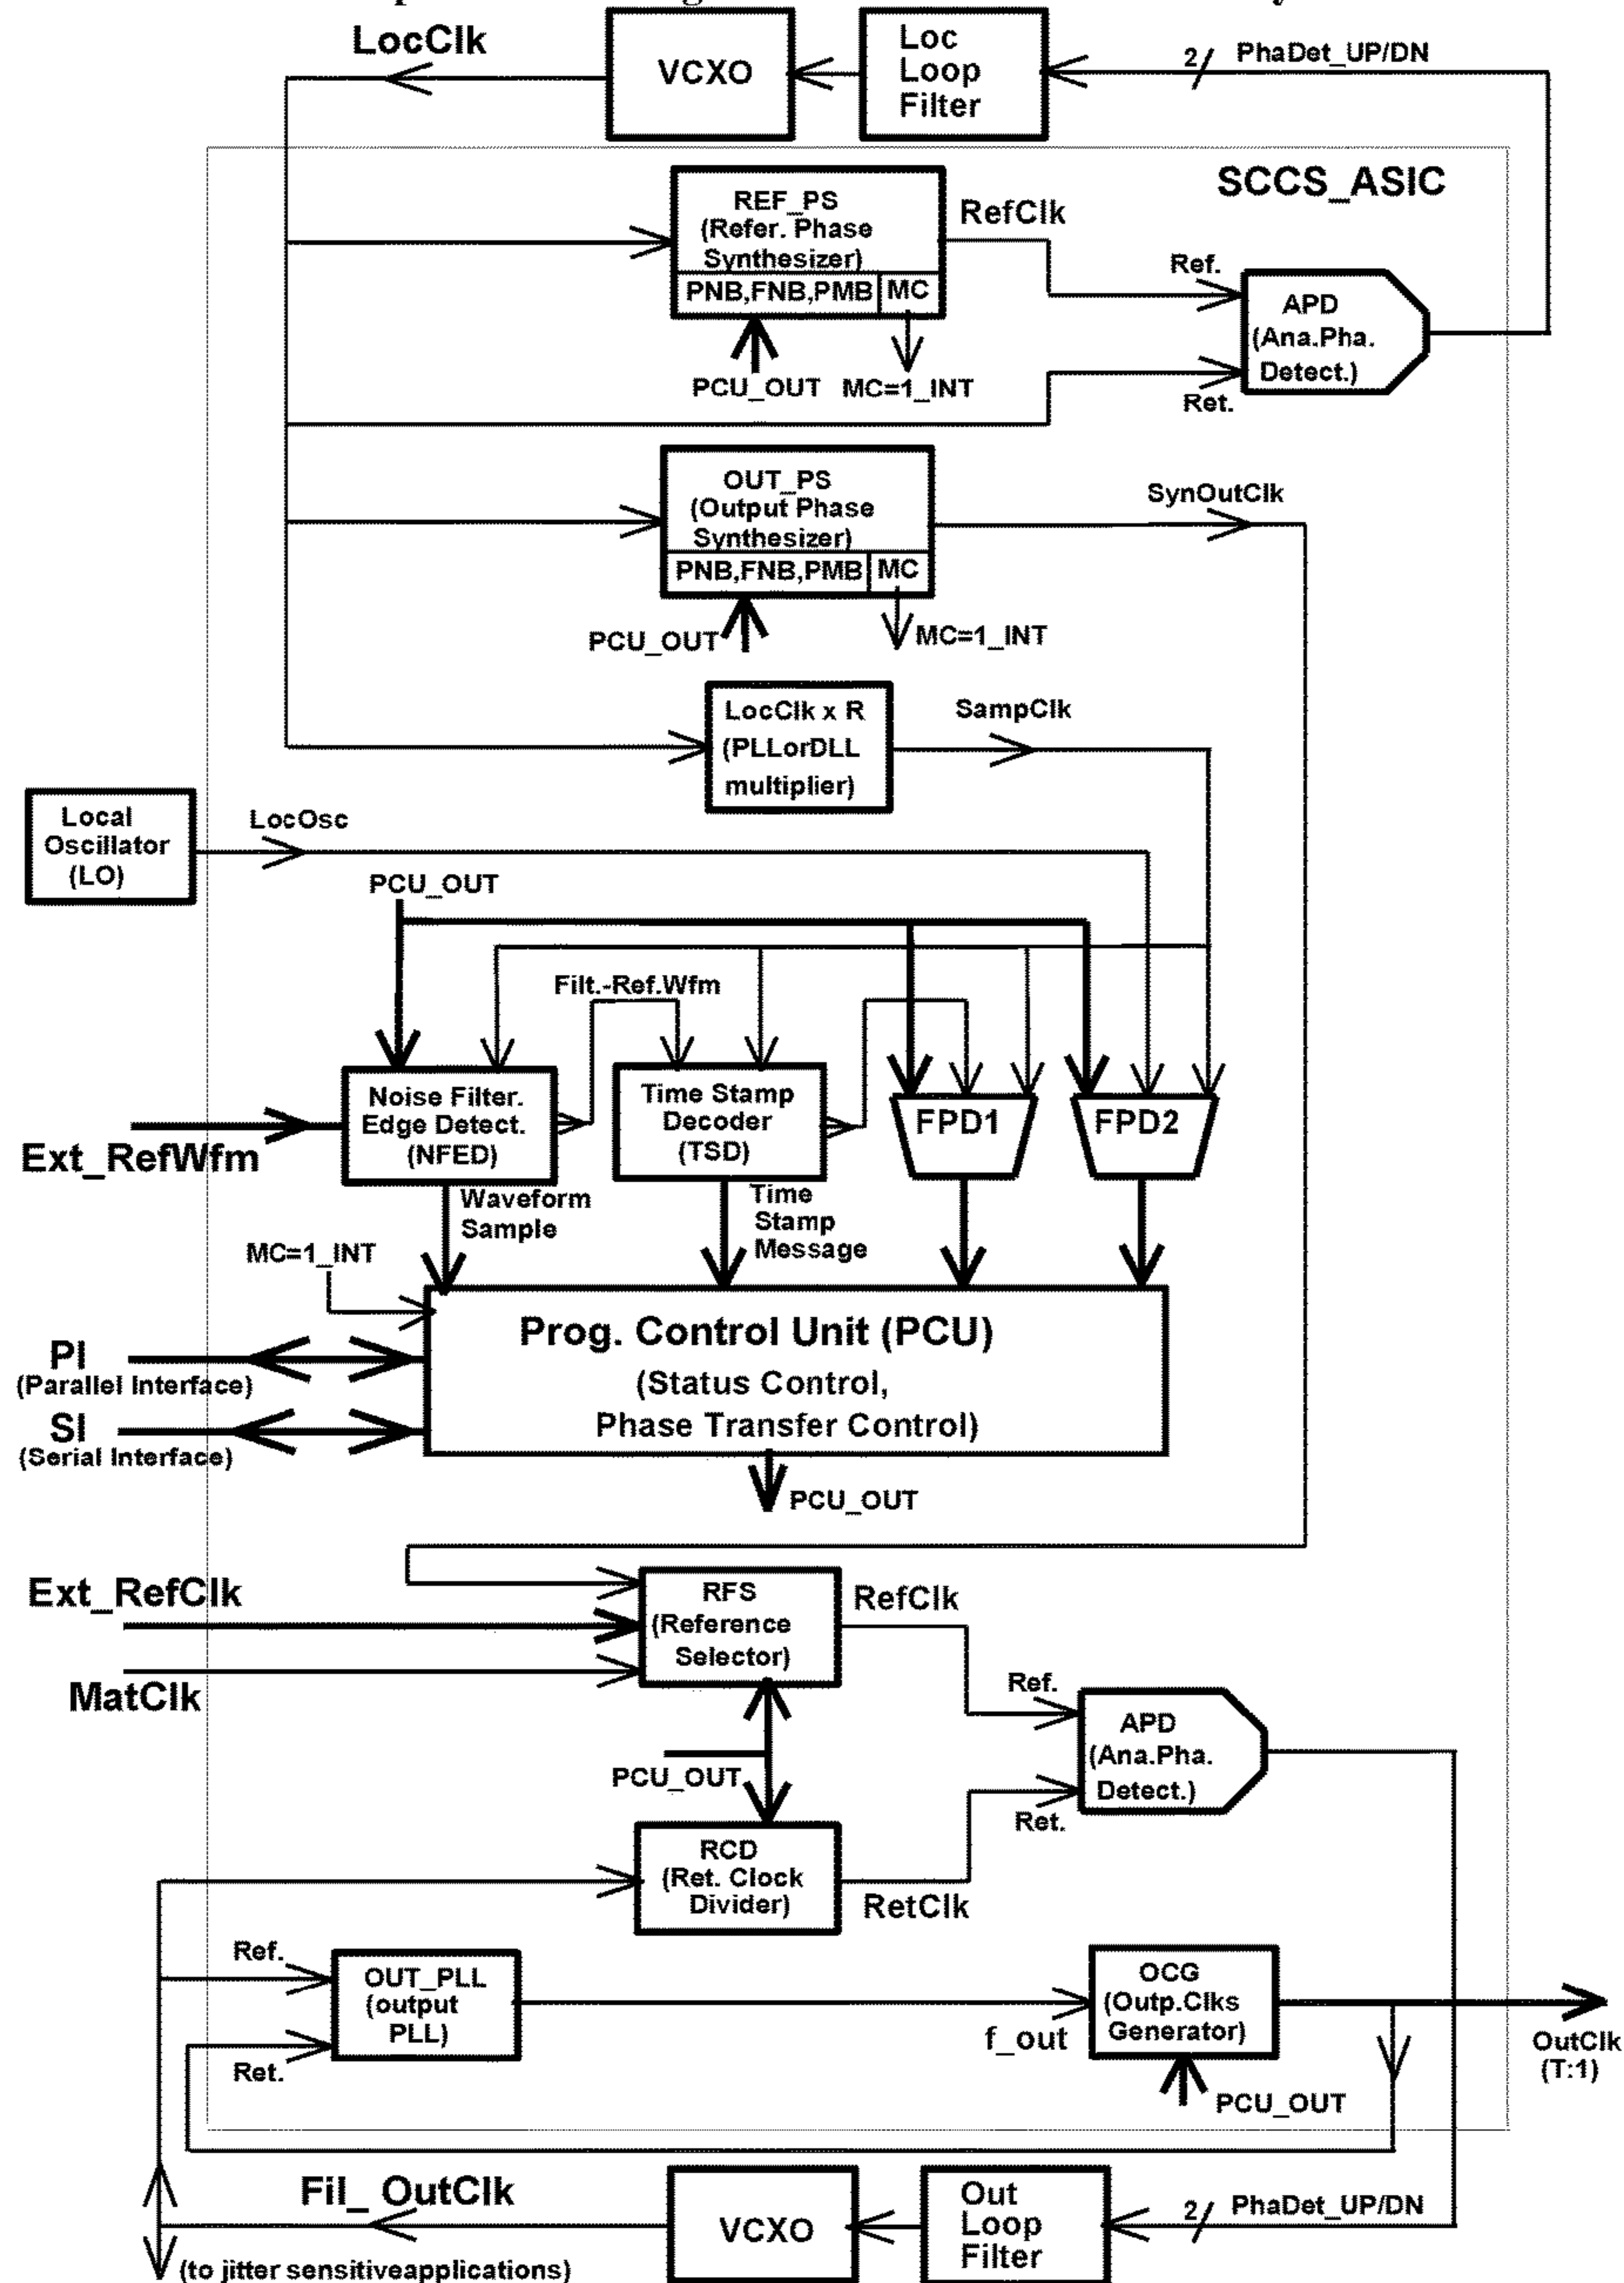 LocClk
VCXO
Loc
Loop
Filter
2/
PhaDet_UP/DN
SCCS_ASIC
REF_PS
(Refer. Phase
Synthesizer)
PNB,FNB,PMB
MC
RefClk
PCU_OUT
MC=1_INT
Ref.
APD
(Ana.Pha.
Detect.)
Ret.
OUT_PS
(Output Phase
Synthesizer)
PNB,FNB,PMB
MC
SynOutClk
PCU_OUT
MC=1_INT
LocClk x R
(PLLorDLL
multiplier)
SampClk
Local
Oscillator
(LO)
LocOsc
PCU_OUT
Filt.-Ref.Wfm
Noise Filter.
Edge Detect.
(NFED)
Time Stamp
Decoder
(TSD)
FPD1
FPD2
Ext_RefWfm
Waveform
Sample
Time
Stamp
Message
MC=1_INT
Prog. Control Unit (PCU)
(Status Control,
Phase Transfer Control)
PI
(Parallel Interface)
SI
(Serial Interface)
PCU_OUT
Ext_RefClk
MatClk
RFS
(Reference
Selector)
RefClk
Ref.
APD
(Ana.Pha.
Detect.)
Ret.
PCU_OUT
RCD
(Ret. Clock
Divider)
RetClk
Ref.
OUT_PLL
(output
PLL)
Ret.
f_out
OCG
(Outp.Clks
Generator)
OutClk
(T:1)
PCU_OUT
Fil_ OutClk
VCXO
Out
Loop
Filter
2/
PhaDet_UP/DN
(to jitter sensitiveapplications)